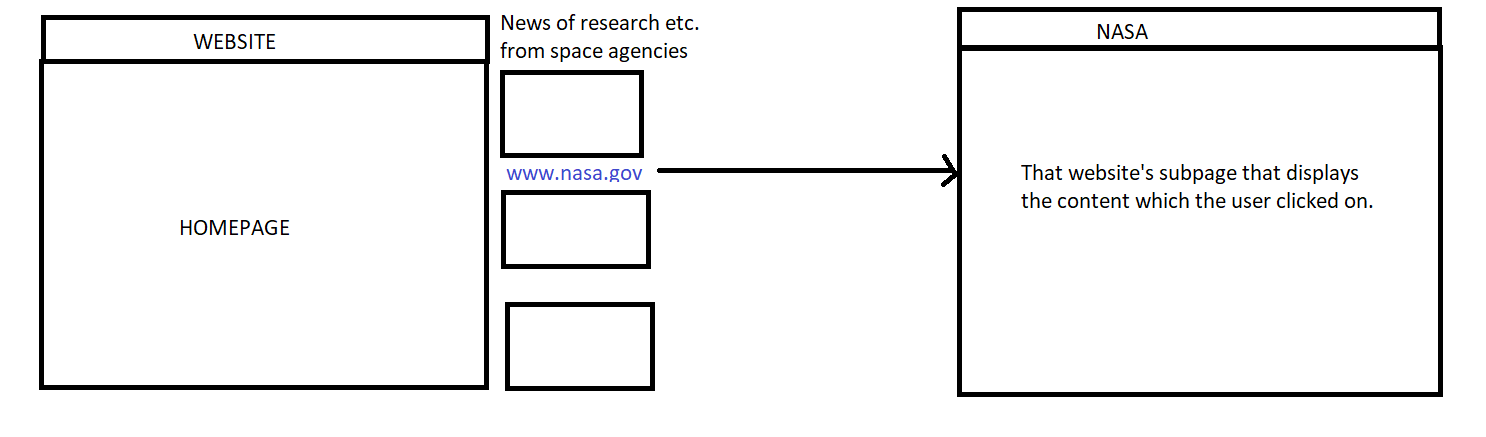 WEBSITE
HOMEPAGE
News of research etc.
from space agencies
www.nasa.gov
NASA
That website's subpage that displays
the content which the user clicked on.